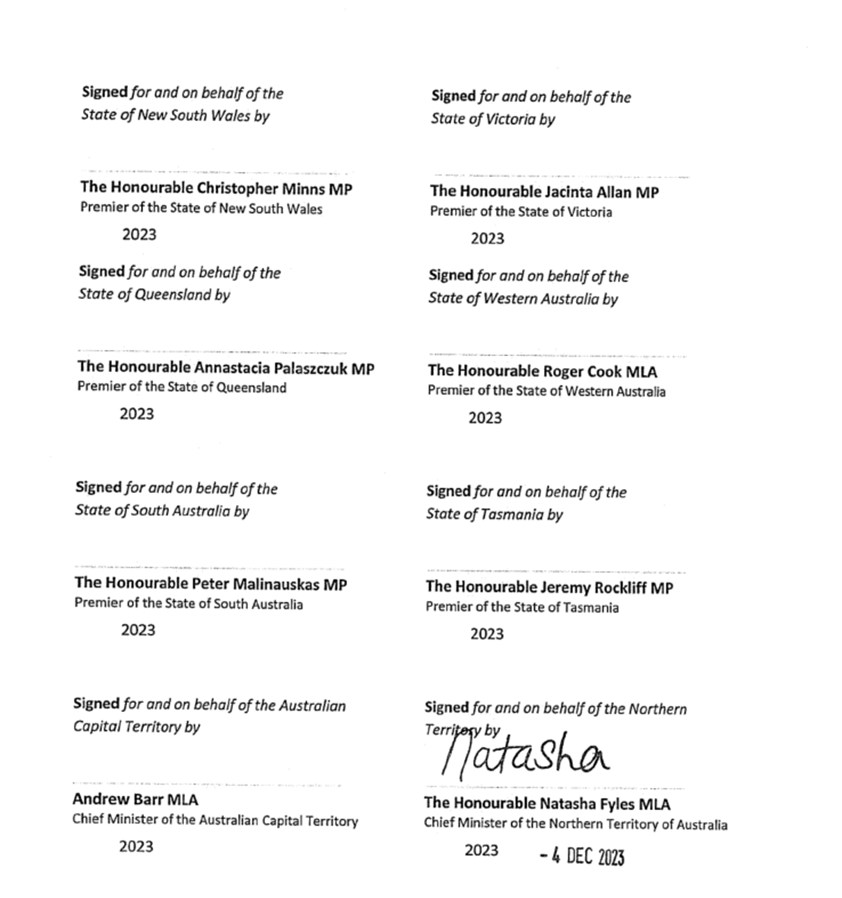 Signed for and on behalf of the
State of New South Wales by
The Honourable Christopher Minns MP
Premier of the State of New South Wales
2023
Signed for and on behalf of the
State of Victoria by
The Honourable Jacinta Allan MP
Premier of the State of Victoria
2023
Signed for and on behalf of the
State of Queensland by
The Honourable Annastacia Palaszczuk MP
Premier of the State of Queensland
2023
Signed for and on behalf of the
State of Western Australia by
The Honourable Roger Cook MLA
Premier of the State of Western Australia
2023
Signed for and on behalf of the
State of South Australia by
The Honourable Peter Malinauskas MP
Premier of the State of South Australia
2023
Signed for and on behalf of the
State of Tasmania by
The Honourable Jeremy Rockliff MP
Premier of the State of Tasmania
2023
Signed for and on behalf of the Australian
Capital Territory by
Andrew Barr MLA
Chief Minister of the Australian Capital Territory
2023
Signed for and on behalf of the Northern
Territory by
Natasha
The Honourable Natasha Fyles MLA
Chief Minister of the Northern Territory of Australia
2023 - 4 DEC 2023